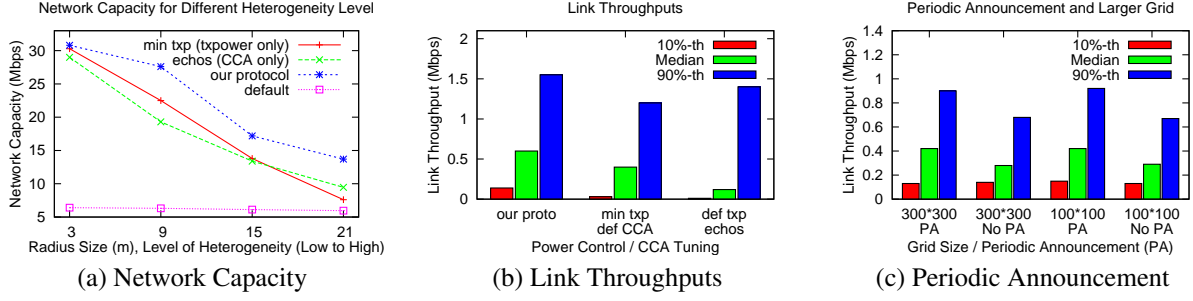 Network Capacity for Different Heterogeneity Level
Network Capacity (Mbps)
30
25
20
15
10
5
min txp (txpower only)
echos (CCA only)
our protocol
default
3
9
15
21
Radius Size (m), Level of Heterogeneity (Low to High)
(a) Network Capacity
Link Throughputs
Link Throughput (Mbps)
2
1.5
1
0.5
0
10%-th
Median
90%-th
our proto
min txp
def CCA
def txp
echos
Power Control / CCA Tuning
(b) Link Throughputs
Periodic Announcement and Larger Grid
Link Throughput (Mbps)
1.4
1.2
1
0.8
0.6
0.4
0.2
0
10%-th
Median
90%-th
300*300
PA
300*300
No PA
100*100
PA
100*100
No PA
Grid Size / Periodic Announcement (PA)
(c) Periodic Announcement